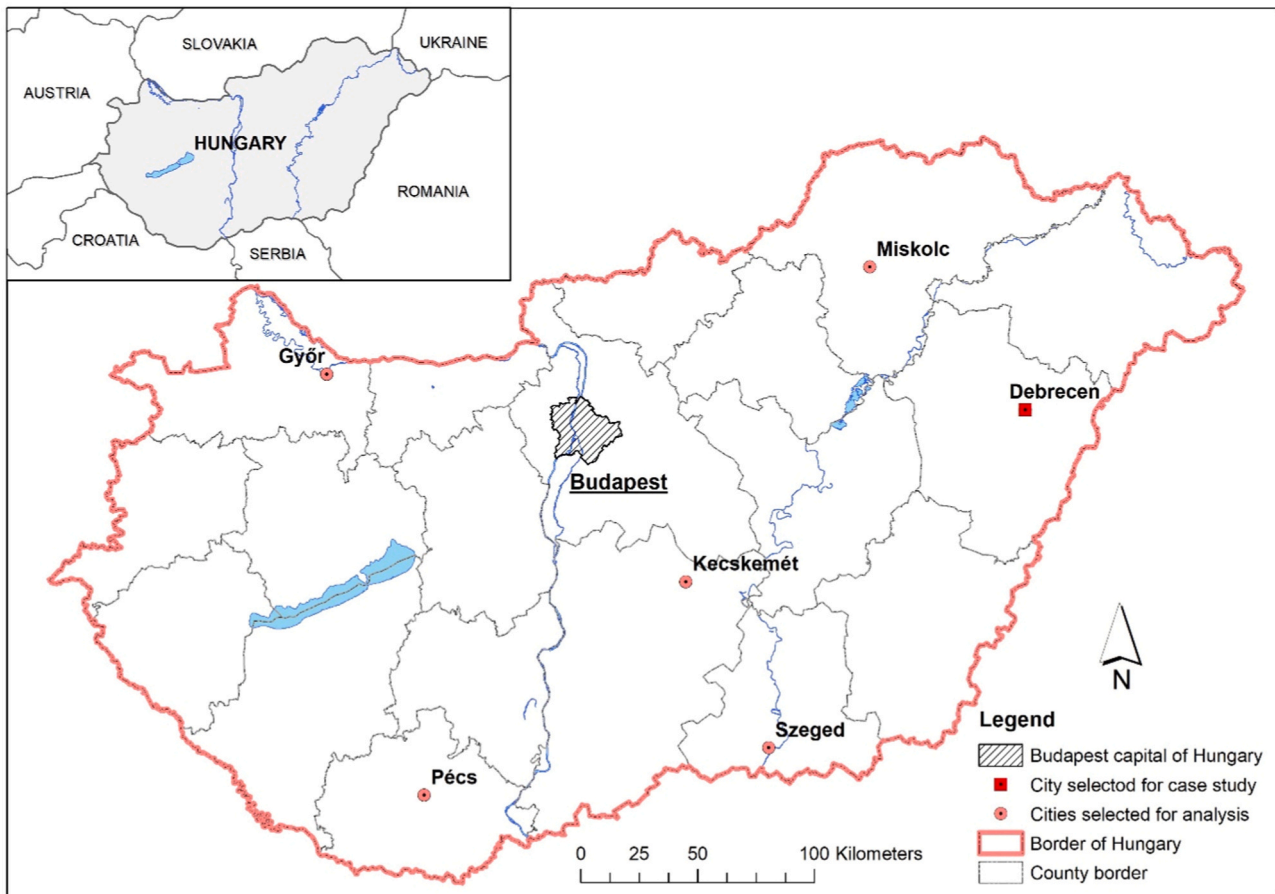 SLOVAKIA
UKRAINE
AUSTRIA
HUNGARY
ROMANIA
CROATIA
SERBIA
Miskolc
Győr
Debrecen
Budapest
Kecskemét
Szeged
Pécs
N
Legend
Budapest capital of Hungary
City selectod for case study
Cities selected for analysis
Border of Hungary
County border
0 25 50 100 Kilometers